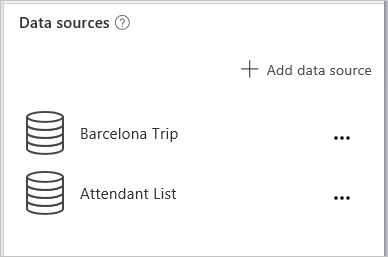 Data sources ?
+ Add data source
Barcelona Trip ...
Attendant List ...